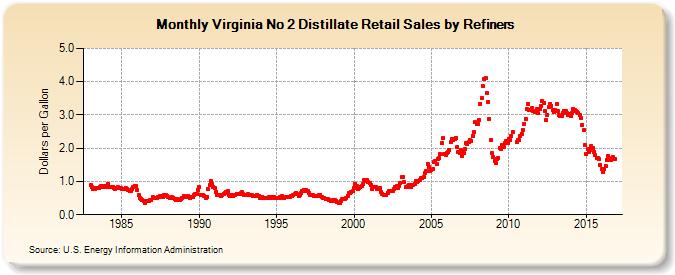 Monthly Virginia No 2 Distillate Retail Sales by Refiners
Dollars per Gallon
5.0
4.0
3.0
2.0
1.0
0.0
1985 1990 1995 2000 2005 2010 2015
Source: U.S. Energy Information Administration